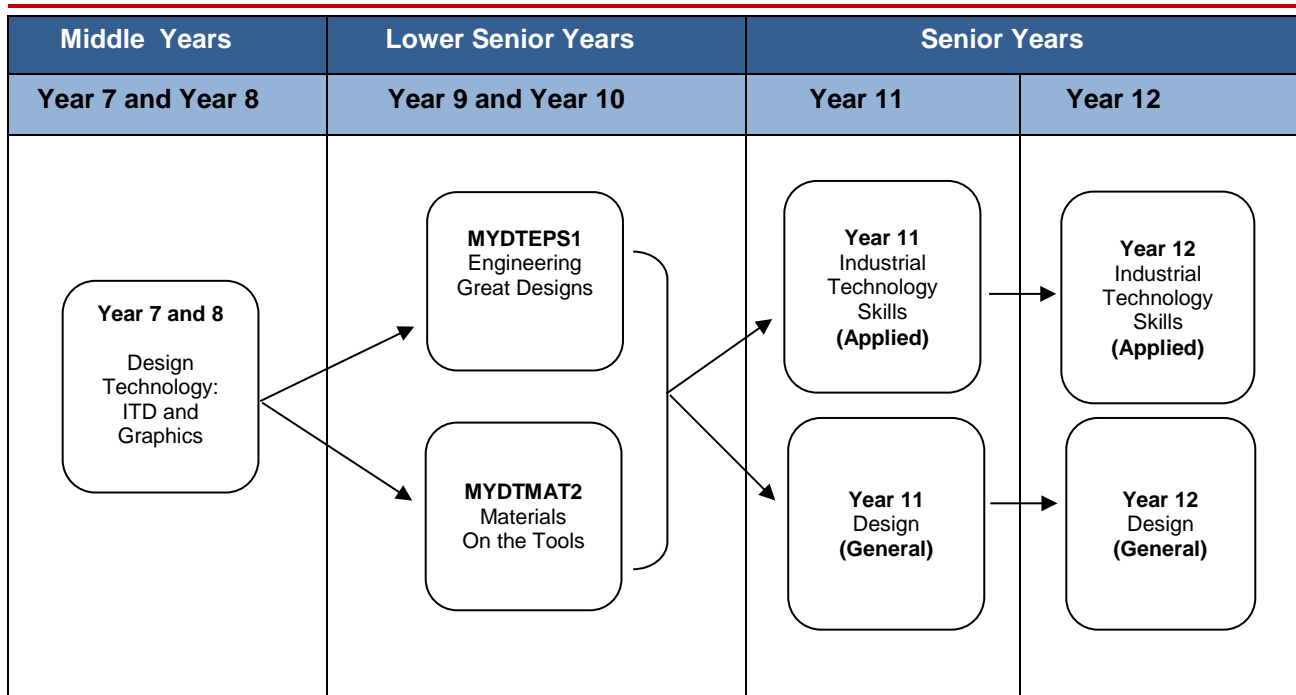 Middle Years
Lower Senior Years
Senior Years
Year 7 and Year 8
Year 9 and Year 10
Year 11
Year 12
Year 7 and 8
Design
Technology:
ITD and
Graphics
MYDTEPS1
Engineering
Great Designs
MYDTMAT2
Materials
On the Tools
Year 11
Industrial
Technology
Skills
(Applied)
Year 11
Design
(General)
Year 12
Industrial
Technology
Skills
(Applied)
Year 12
Design
(General)